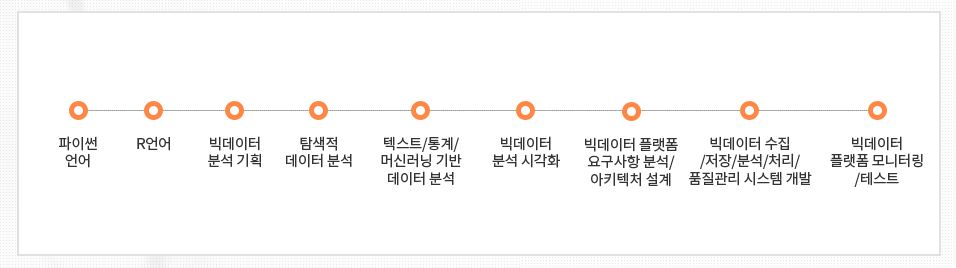 파이썬
언어
R언어
빅데이터
분석 기획
탐색적
데이터 분석
텍스트/통계/
머신러닝 기반
데이터 분석
빅데이터
분석 시각화
빅데이터 플랫폼
요구사항 분석/
아키텍처 설계
빅데이터 수집
/저장/분석/처리/
품질관리 시스템 개발
빅데이터
플랫폼 모니터링
/테스트